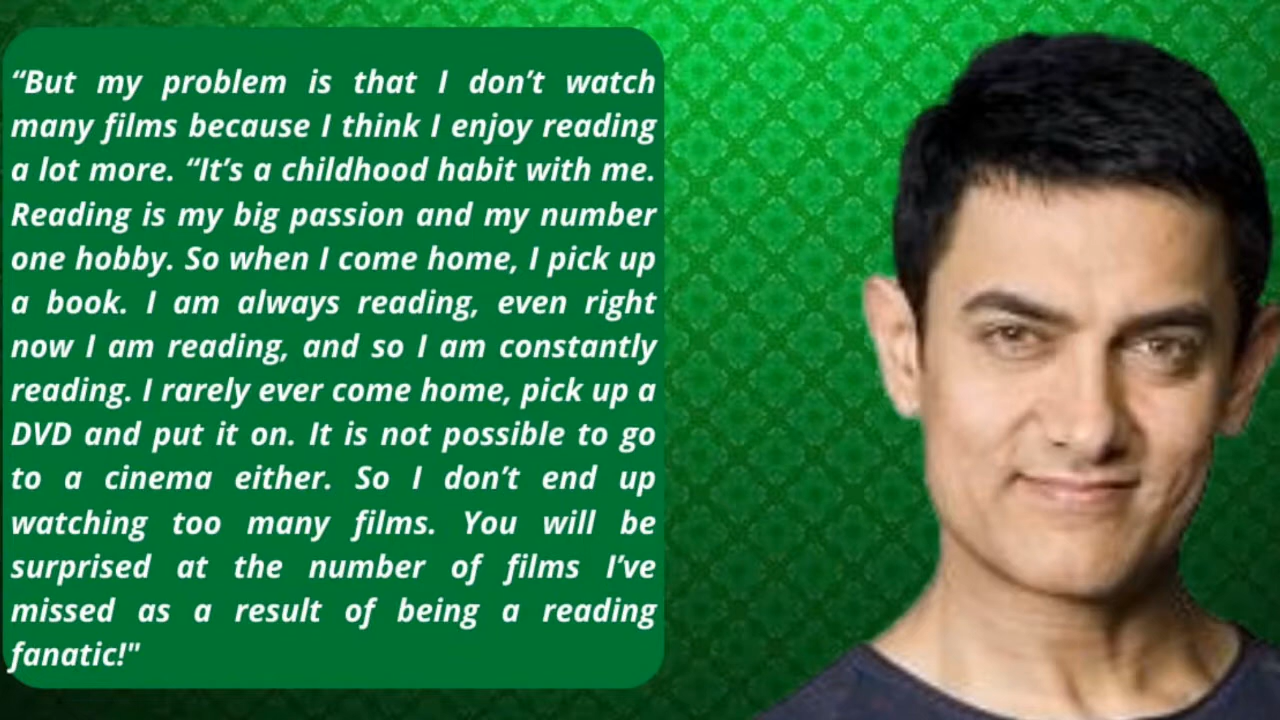 “But my problem is that I don’t watch
many films because I think I enjoy reading
a lot more. “It’s a childhood habit with me.
Reading is my big passion and my number
one hobby. So when I come home, I pick up
a book. I am always reading, even right
now I am reading, and so I am constantly
reading. I rarely ever come home, pick up a
DVD and put it on. It is not possible to go
to a cinema either. So I don’t end up
watching too many films. You will be
surprised at the number of films I’ve
missed as a result of being a reading
fanatic!"